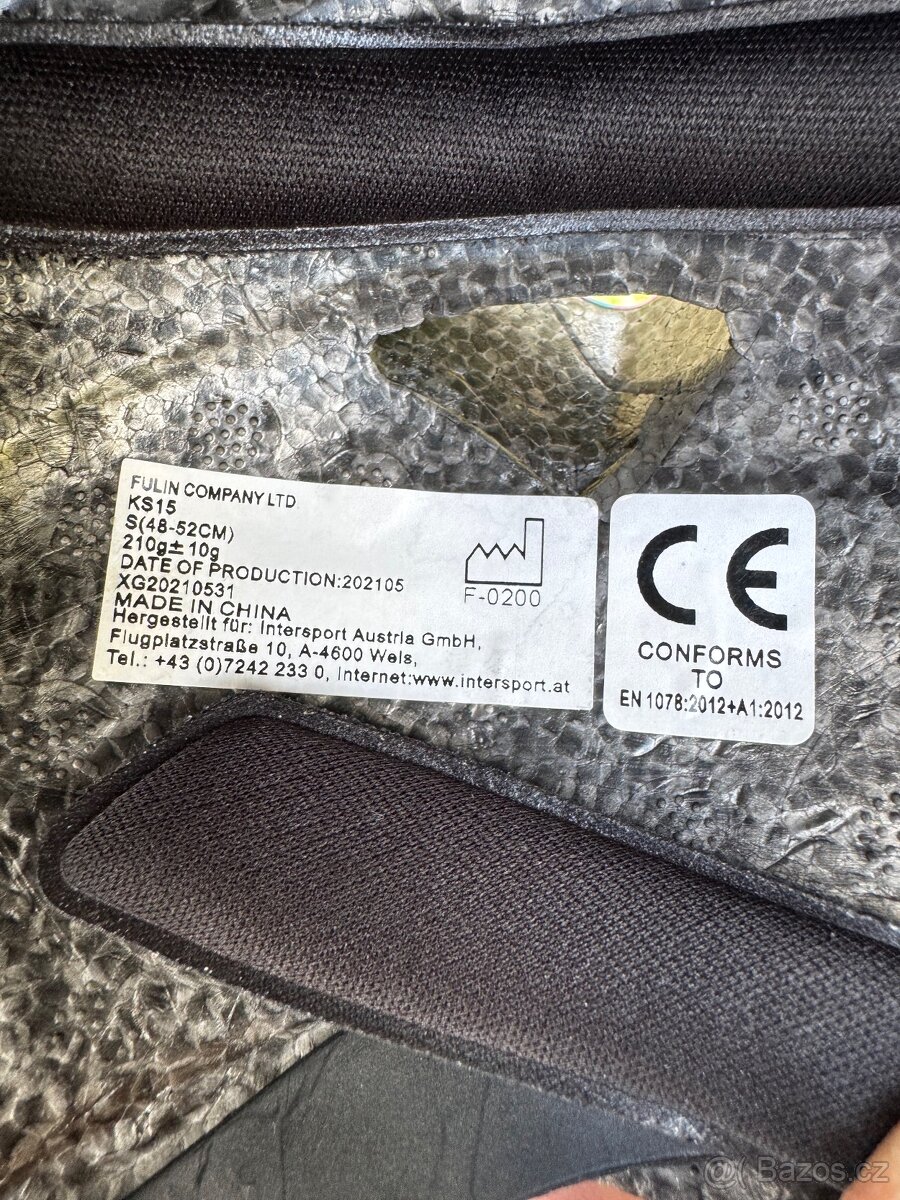 FULIN COMPANY LTD
KS15
S(48-52CM)
210g±10g
DATE OF PRODUCTION:202105
XG20210531
MADE IN CHINA
Hergestellt für: Intersport Austria GmbH,
Flugplatzstraße 10, A-4600 Wels,
Tel.: +43 (0)7242 233 0, Internet:www.intersport.at
F-0200
CE
CONFORMS
TO
EN 1078:2012+A1:2012
@ Bazos.cz